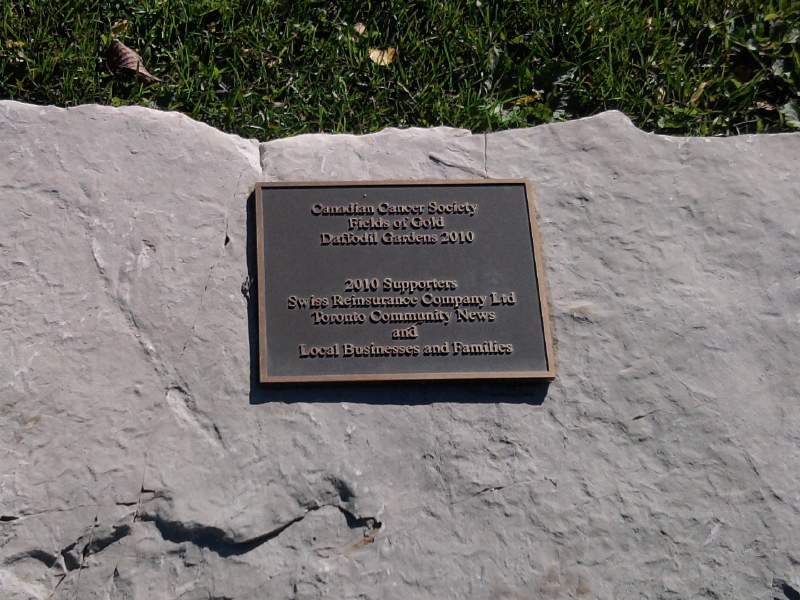 Canadian Cancer Society
Fields of Gold
Daffodil Gardens 2010
2010 Supporters
Swiss Reinsurance Company Ltd
Toronto Community News
and
Local Businesses and Families